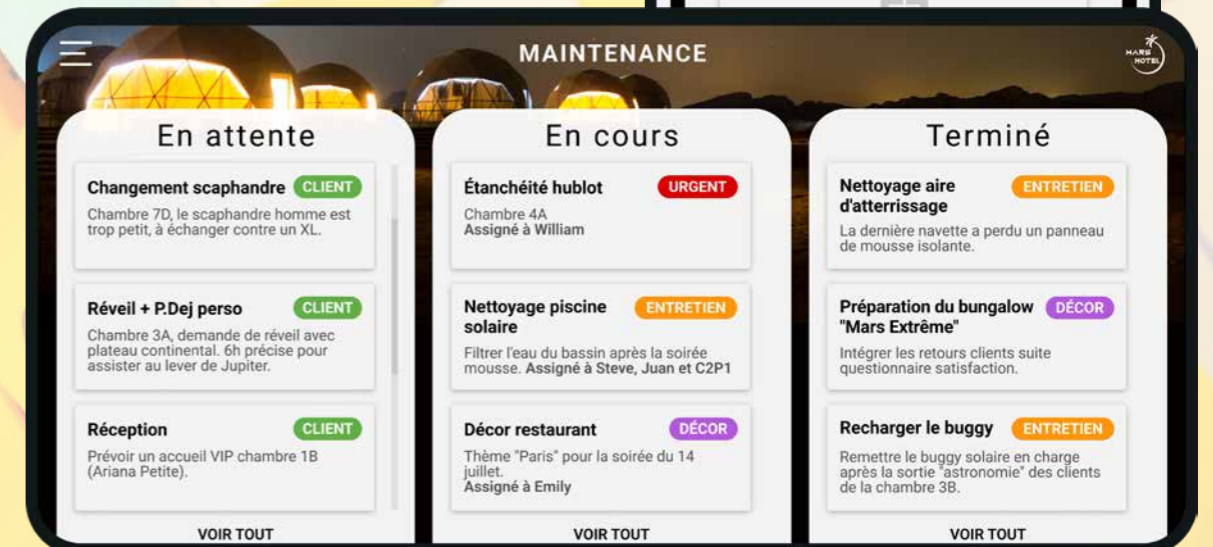 MAINTENANCE
MARS
HOTEL
En attente
Changement scaphandre CLIENT
Chambre 7D, le scaphandre homme est
trop petit, à échanger contre un XL.
Réveil + P.Dej perso CLIENT
Chambre 3A, demande de réveil avec
plateau continental. 6h précise pour
assister au lever de Jupiter.
Réception CLIENT
Prévoir un accueil VIP chambre 1B
(Ariana Petite).
VOIR TOUT
En cours
Étanchéité hublot URGENT
Chambre 4A
Assigné à William
Nettoyage piscine ENTRETIEN
solaire
Filtrer l'eau du bassin après la soirée
mousse. Assigné à Steve, Juan et C2P1
Décor restaurant DÉCOR
Thème "Paris" pour la soirée du 14
juillet.
Assigné à Emily
VOIR TOUT
Terminé
Nettoyage aire ENTRETIEN
d'atterrissage
La dernière navette a perdu un panneau
de mousse isolante.
Préparation du bungalow DÉCOR
"Mars Extrême"
Intégrer les retours clients suite
questionnaire satisfaction.
Recharger le buggy ENTRETIEN
Remettre le buggy solaire en charge
après la sortie "astronomie" des clients
de la chambre 3B.
VOIR TOUT